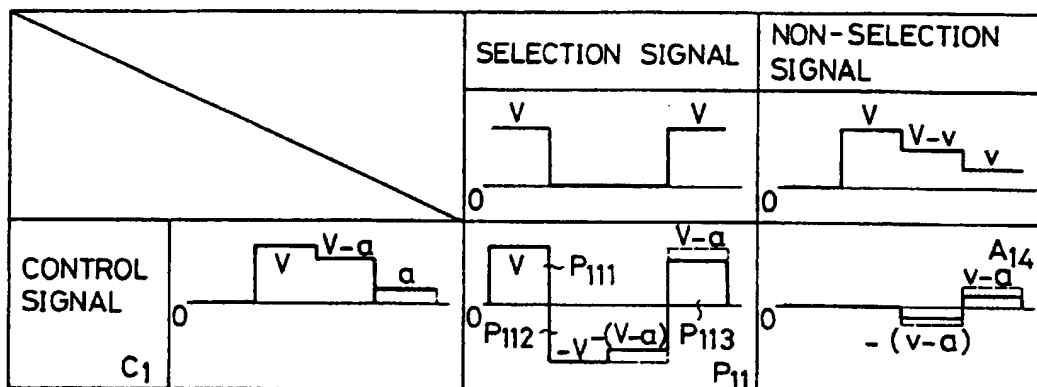 SELECTION SIGNAL
NON-SELECTION
SIGNAL
V
V
0
V
V-v
v
0
CONTROL
SIGNAL
C1
V
V-a
a
0
V
P111
V-a
0
P112
-V
-(V-a)
P113
P11
A14
v-a
0
-(v-a)